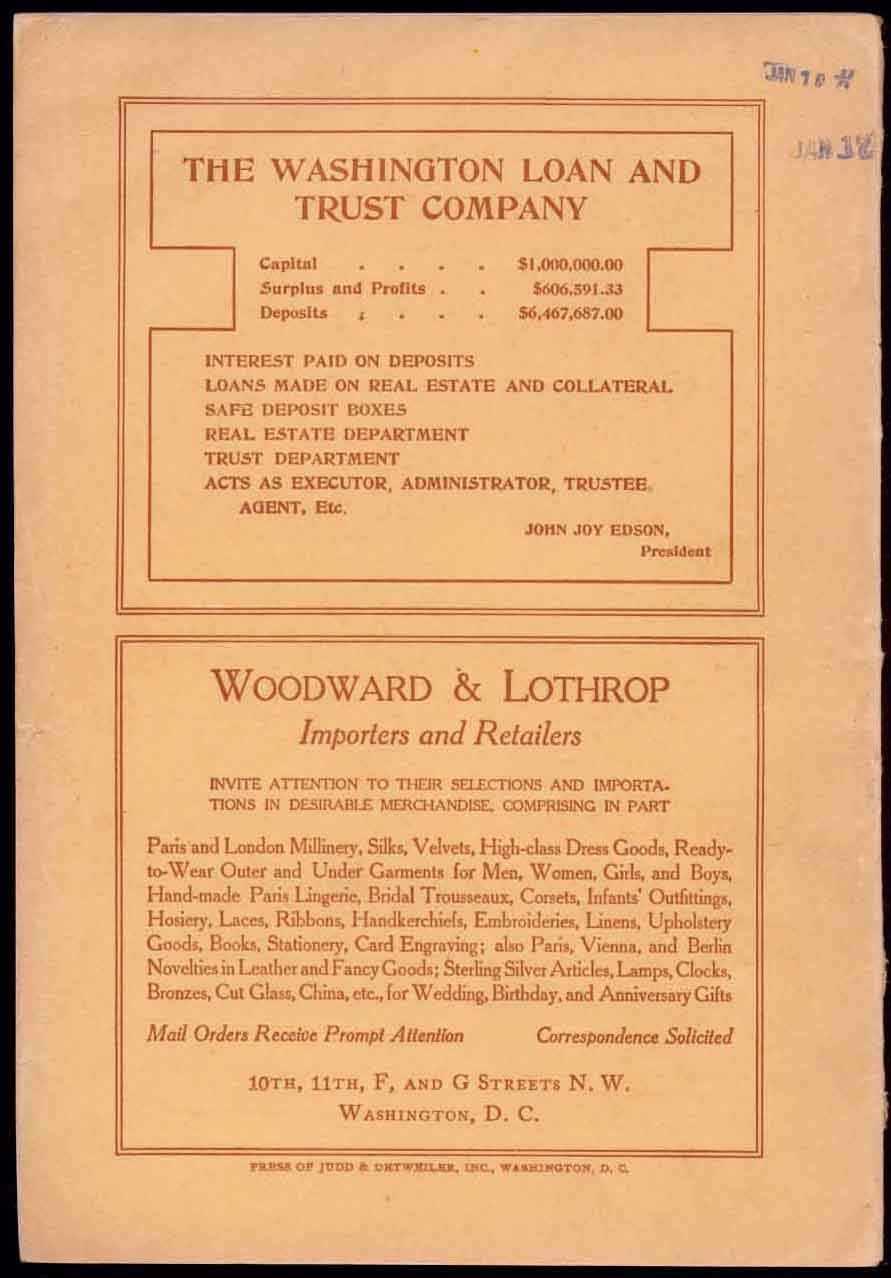 JAN
JAN
THE WASHINGTON LOAN AND
TRUST COMPANY
Capital . . . . $1,000,000.00
Surplus and Profits . . $606,591.33
Deposits . . . . $6,467,687.00
INTEREST PAID ON DEPOSITS
LOANS MADE ON REAL ESTATE AND COLLATERAL
SAFE DEPOSIT BOXES
REAL ESTATE DEPARTMENT
TRUST DEPARTMENT
ACTS AS EXECUTOR, ADMINISTRATOR, TRUSTEE,
AGENT, Etc.
JOHN JOY EDSON,
President
WOODWARD & LOTHROP
Importers and Retailers
INVITE ATTENTION TO THEIR SELECTIONS AND IMPORTA-
TIONS IN DESIRABLE MERCHANDISE, COMPRISING IN PART
Paris and London Millinery, Silks, Velvets, High-class Dress Goods, Ready-
to-Wear Outer and Under Garments for Men, Women, Girls, and Boys,
Hand-made Paris Lingerie, Bridal Trousseaux, Corsets, Infants' Outfittings,
Hosiery, Laces, Ribbons, Handkerchiefs, Embroideries, Linens, Upholstery
Goods, Books, Stationery, Card Engraving; also Paris, Vienna, and Berlin
Novelties in Leather and Fancy Goods; Sterling Silver Articles, Lamps, Clocks,
Bronzes, Cut Glass, China, etc., for Wedding, Birthday, and Anniversary Gifts
Mail Orders Receive Prompt Attention Correspondence Solicited
10TH, 11TH, F, AND G STREETS N. W.
WASHINGTON, D. C.
PRESS OF JUDD & DETWEILER, INC., WASHINGTON, D. C.